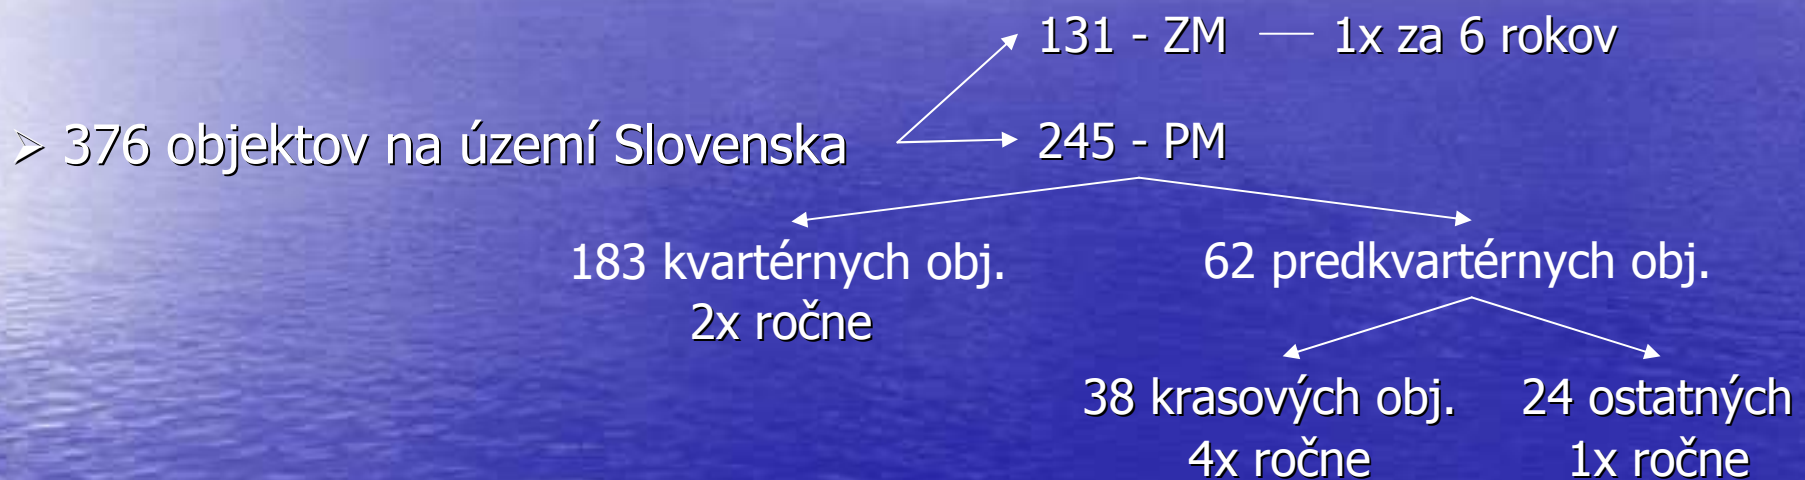 131 - ZM — 1x za 6 rokov
➢ 376 objektov na území Slovenska
245 - PM
183 kvartérnych obj.
2x ročne
62 predkvartérnych obj.
38 krasových obj.
4x ročne
24 ostatných
1x ročne